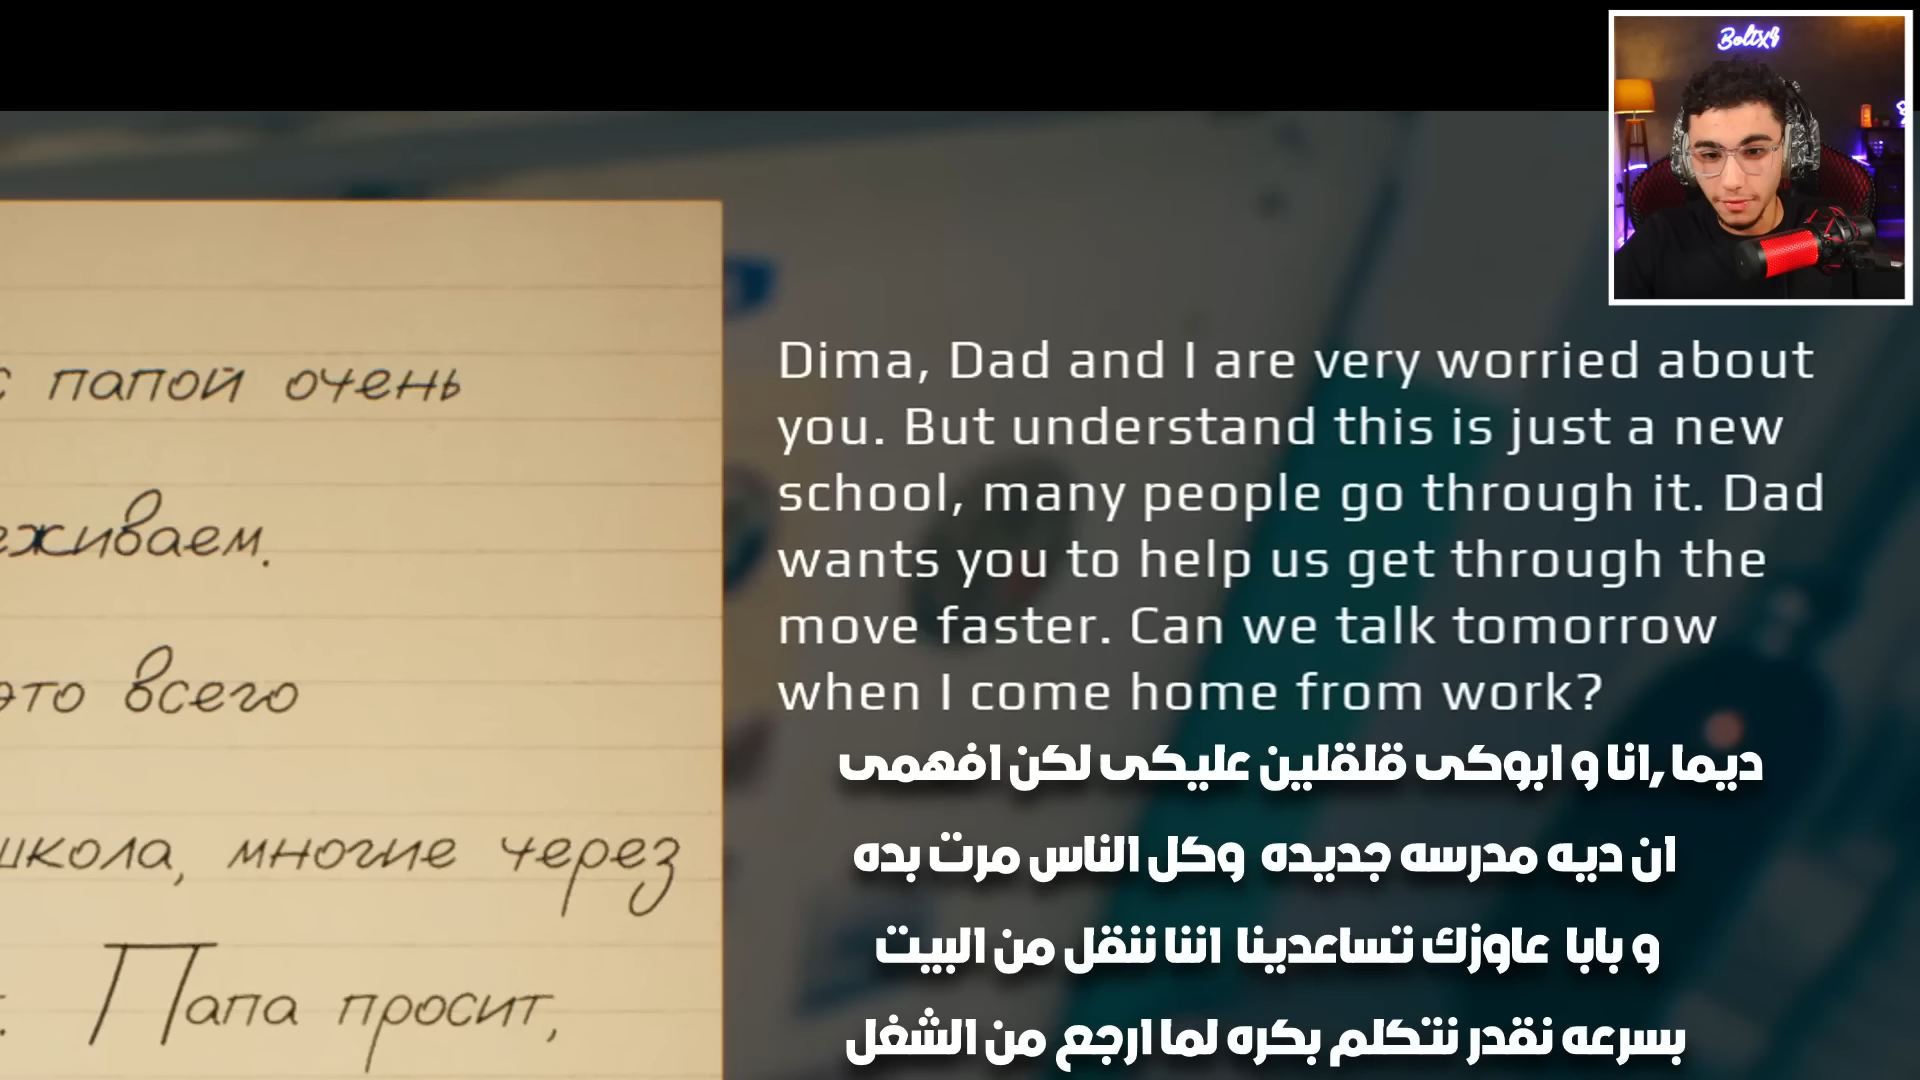 Boltx9
с папой очень
еживаем.
это всего
школа, многие через
Папа просит,
Dima, Dad and I are very worried about
you. But understand this is just a new
school, many people go through it. Dad
wants you to help us get through the
move faster. Can we talk tomorrow
when I come home from work?
ديما ,انا و ابوكى قلقلين عليكى لكن افهمى
ان ديه مدرسه جديده وكل الناس مرت بده
و بابا عاوزك تساعدينا اننا ننقل من البيت
بسرعه نقدر نتكلم بكره لما ارجع من الشغل